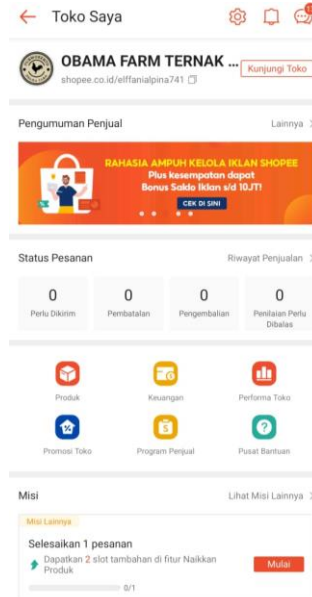 Toko Saya
OBAMA FARM TERNAK ...
Kunjungi Toko
shopee.co.id/elffanialpina741
Pengumuman Penjual
Lainnya
RAHASIA AMPUH KELOLA IKLAN SHOPEE
Plus kesempatan dapat
Bonus Saldo Iklan s/d 10JT!
CEK DI SINI
Status Pesanan
Riwayat Penjualan
0 0 0 0
Perlu Dikirim Pembatalan Pengembalian Penilaian Perlu
Dibalas
Produk Keuangan Performa Toko
Promosi Toko Program Penjual Pusat Bantuan
Misi
Lihat Misi Lainnya
Misi Lainnya
Selesaikan 1 pesanan
Dapatkan 2 slot tambahan di fitur Naikkan
Produk
Mulai
0/1